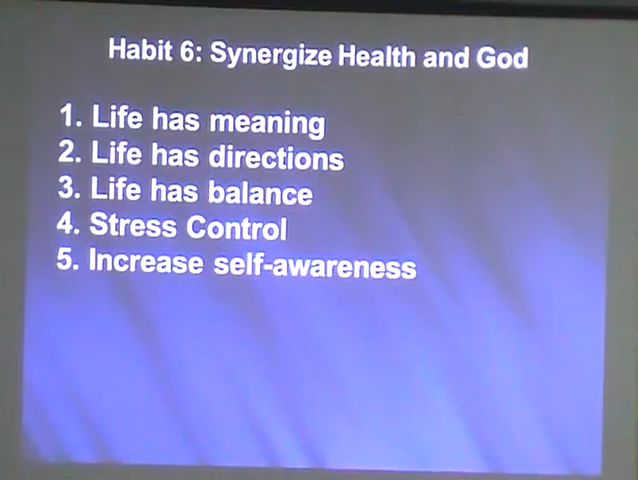 Habit 6: Synergize Health and God
1. Life has meaning
2. Life has directions
3. Life has balance
4. Stress Control
5. Increase self-awareness